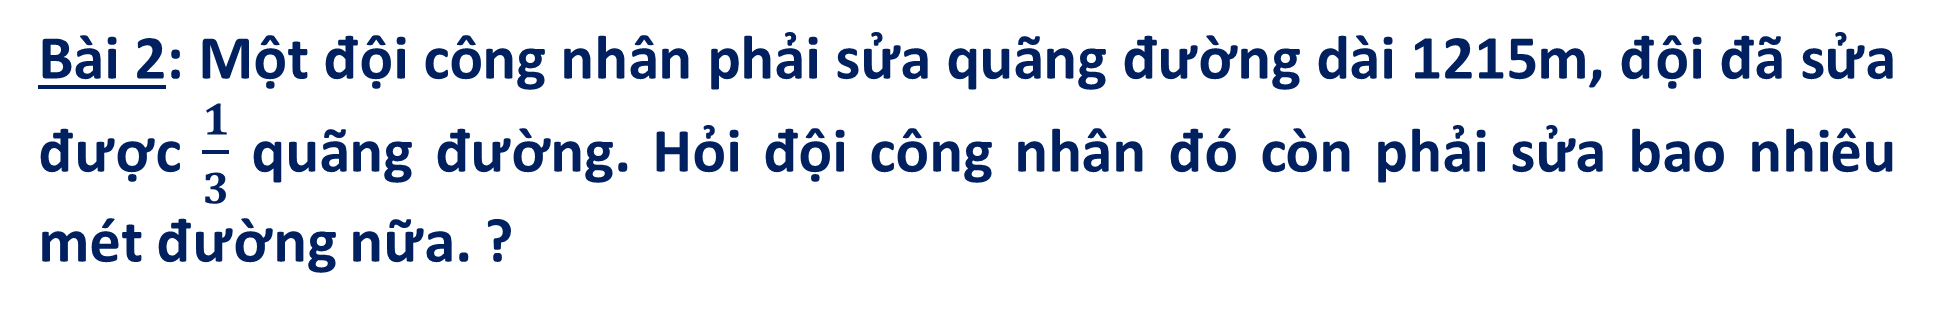 Bài 2: Một đội công nhân phải sửa quãng đường dài 1215m, đội đã sửa
được 1/3 quãng đường. Hỏi đội công nhân đó còn phải sửa bao nhiêu
mét đường nữa. ?